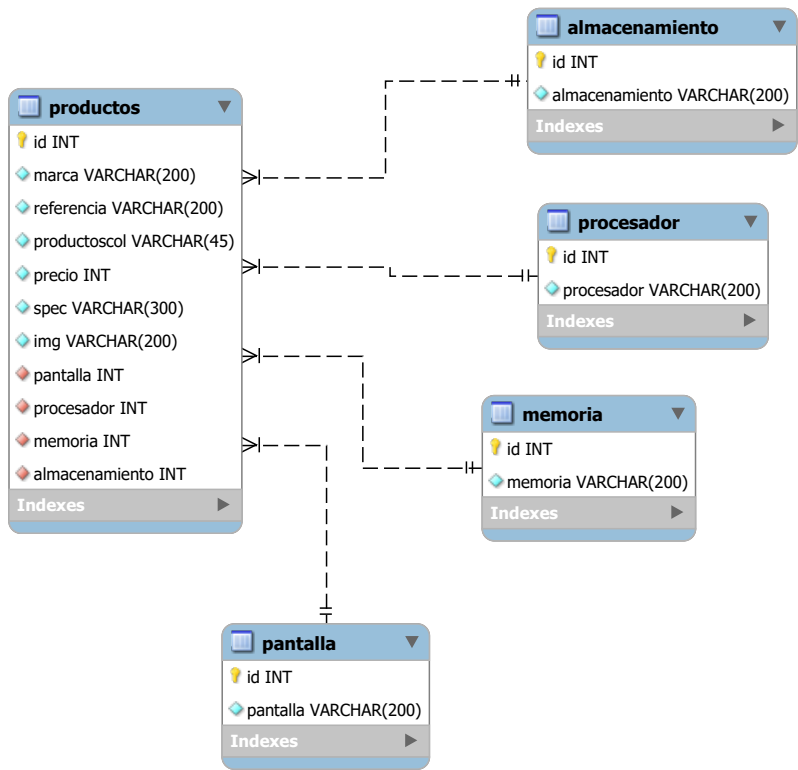 productos
id INT
marca VARCHAR(200)
referencia VARCHAR(200)
productoscol VARCHAR(45)
precio INT
spec VARCHAR(300)
img VARCHAR(200)
pantalla INT
procesador INT
memoria INT
almacenamiento INT
Indexes
almacenamiento
id INT
almacenamiento VARCHAR(200)
Indexes
procesador
id INT
procesador VARCHAR(200)
Indexes
memoria
id INT
memoria VARCHAR(200)
Indexes
pantalla
id INT
pantalla VARCHAR(200)
Indexes